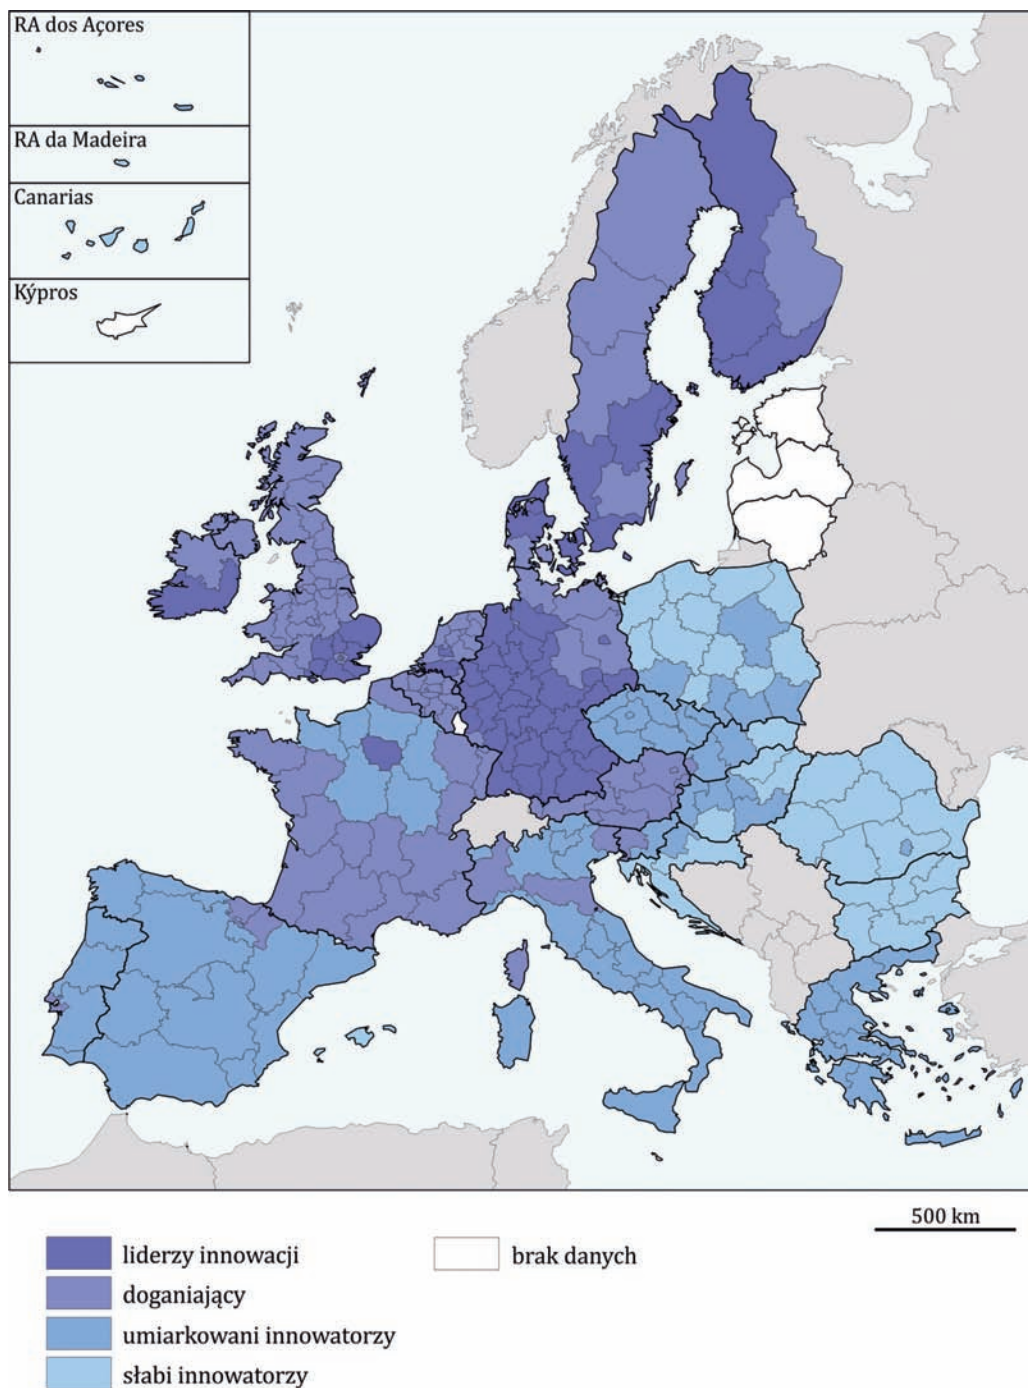 RA dos Açores
RA da Madeira
Canarias
Kýpros
500 km
liderzy innowacji
brak danych
doganiający
umiarkowani innowatorzy
słabi innowatorzy